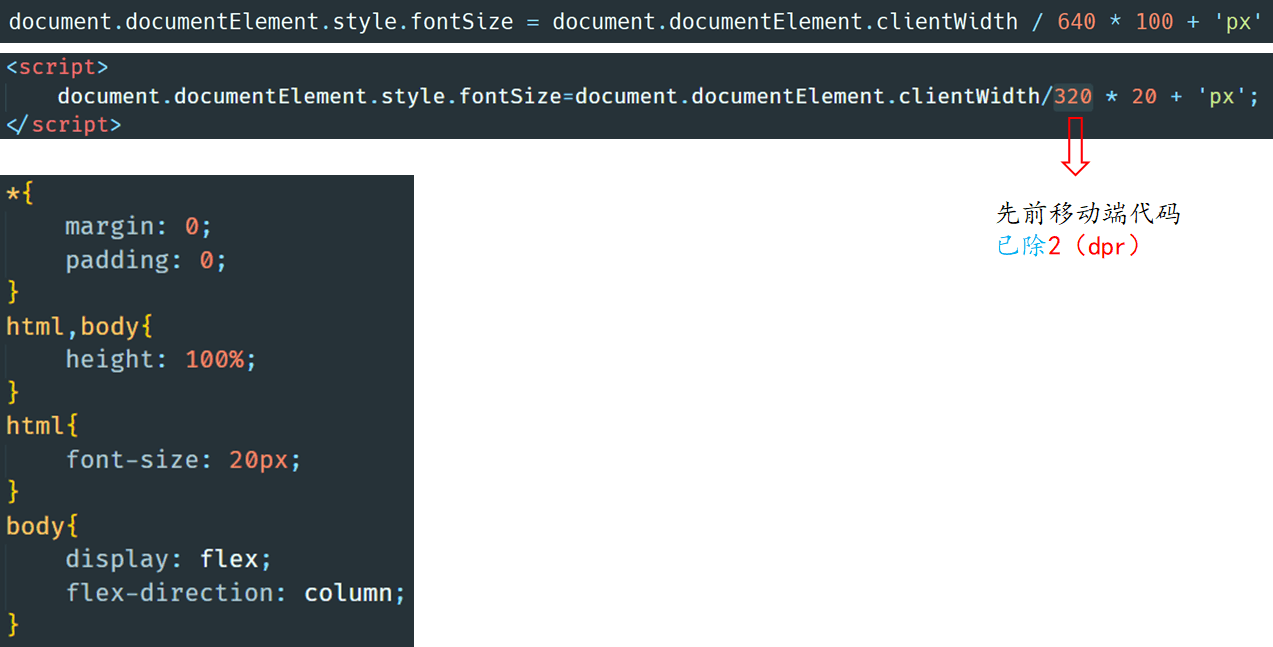 document.documentElement.style.fontSize = document.documentElement.clientWidth / 640 * 100 + 'px'
<script>
document.documentElement.style.fontSize=document.documentElement.clientWidth/320 * 20 + 'px';
</script>
先前移动端代码
已除2（dpr）
*{
margin: 0;
padding: 0;
}
html,body{
height: 100%;
}
html{
font-size: 20px;
}
body{
display: flex;
flex-direction: column;
}